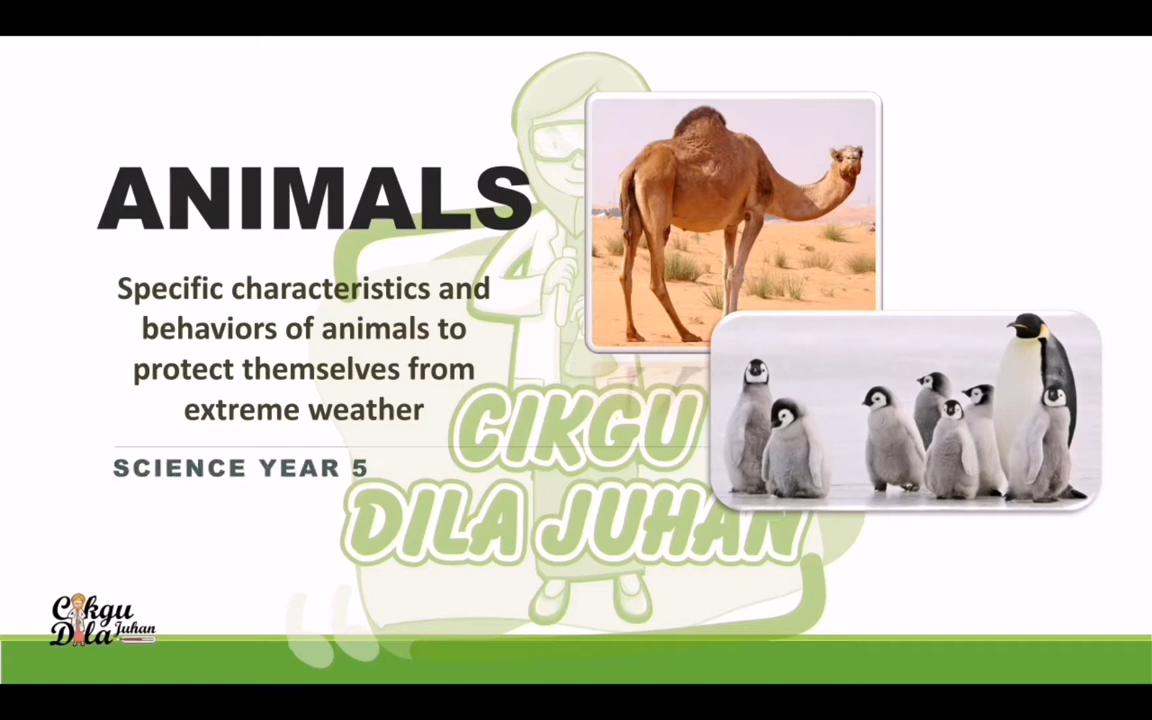 ANIMALS
Specific characteristics and
behaviors of animals to
protect themselves from
extreme weather
SCIENCE YEAR 5
CIKGU
DILA JUHAN
Cikgu
Dila Juhan